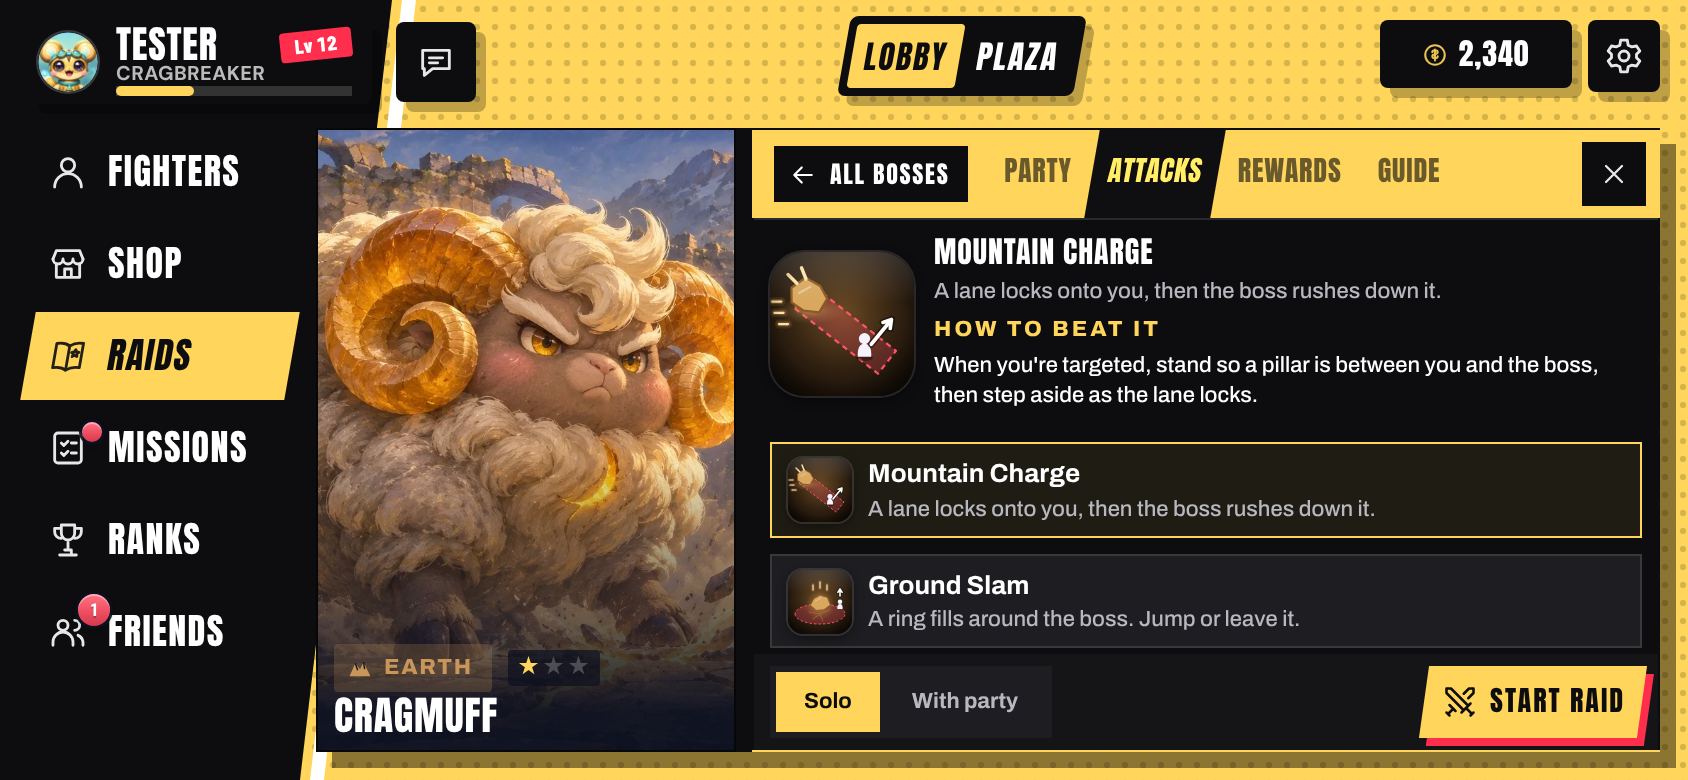 TESTER
Lv 12
CRAGBREAKER
LOBBY PLAZA
2,340
FIGHTERS
SHOP
RAIDS
MISSIONS
RANKS
1
FRIENDS
EARTH
CRAGMUFF
ALL BOSSES
PARTY
ATTACKS
REWARDS
GUIDE
MOUNTAIN CHARGE
A lane locks onto you, then the boss rushes down it.
HOW TO BEAT IT
When you're targeted, stand so a pillar is between you and the boss,
then step aside as the lane locks.
Mountain Charge
A lane locks onto you, then the boss rushes down it.
Ground Slam
A ring fills around the boss. Jump or leave it.
Solo
With party
START RAID